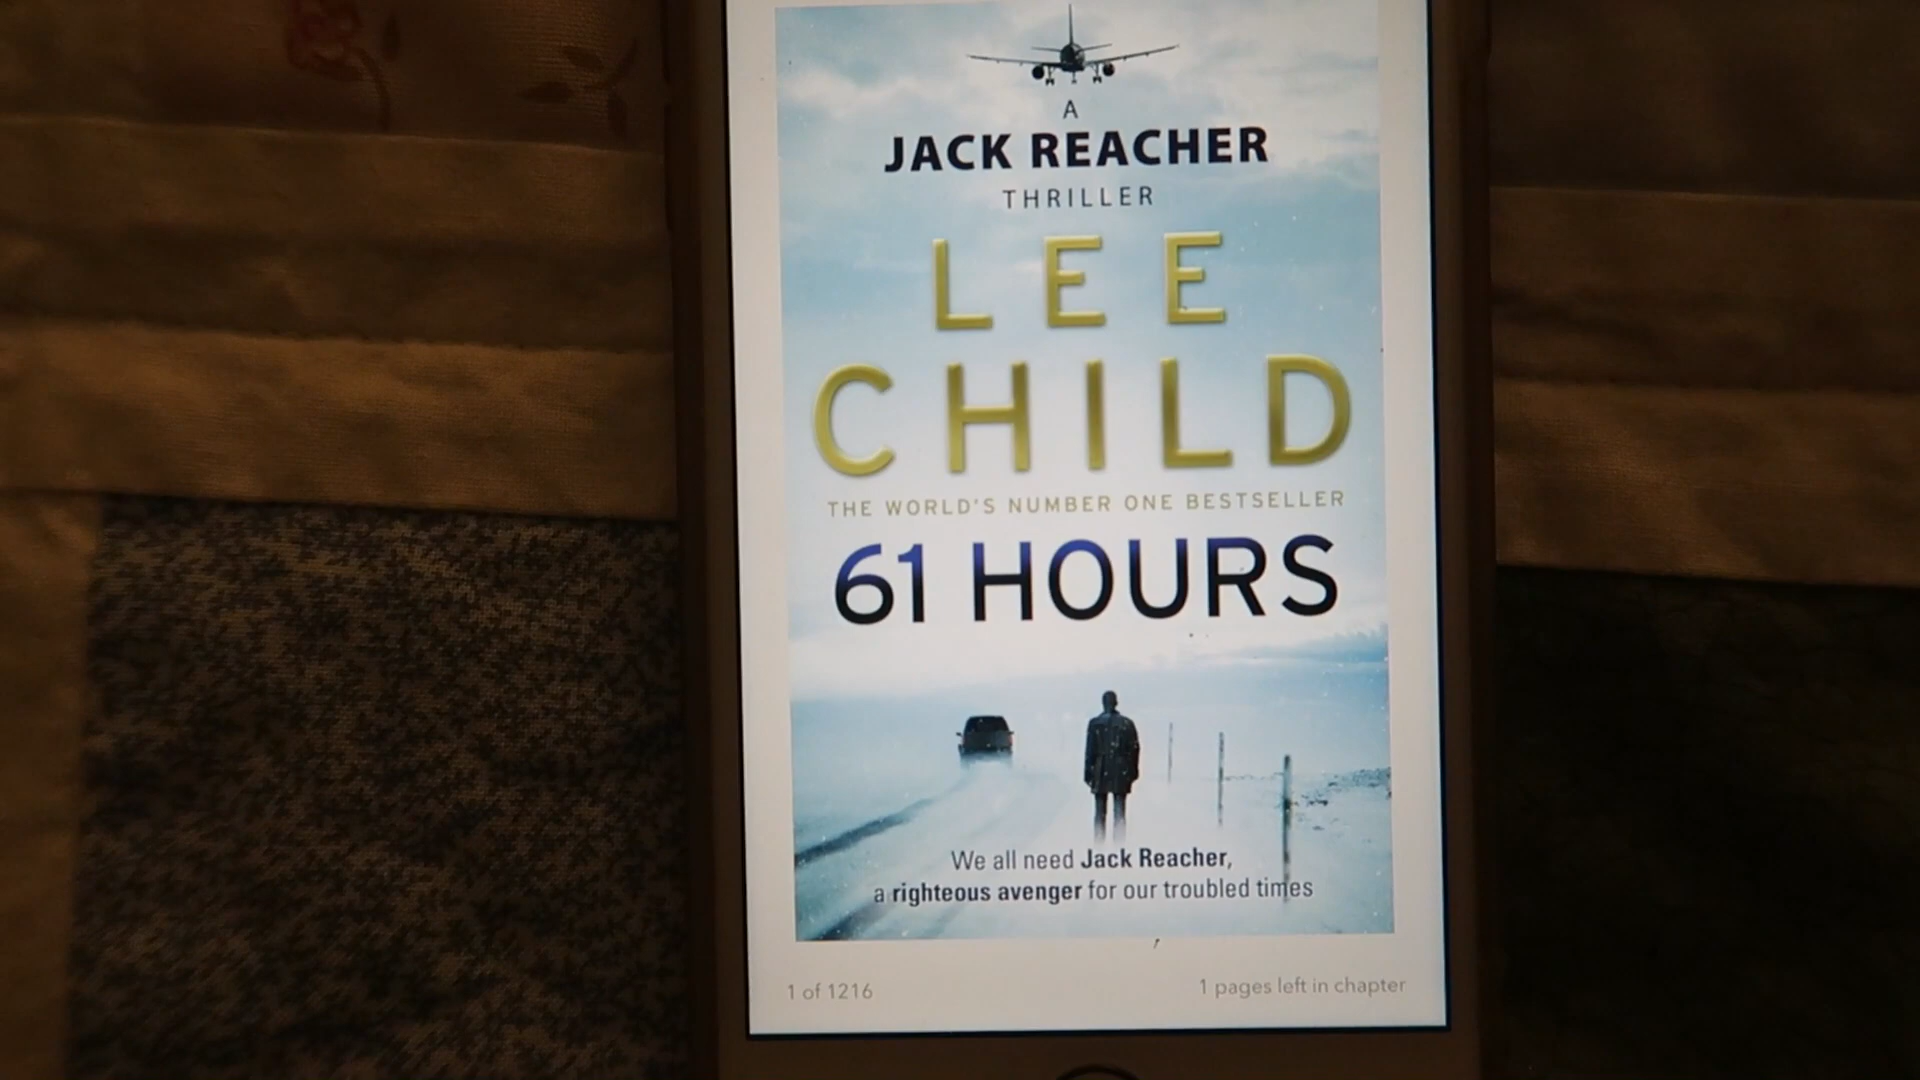 A
JACK REACHER
THRILLER
LEE
CHILD
THE WORLD'S NUMBER ONE BESTSELLER
61 HOURS
We all need Jack Reacher,
a righteous avenger for our troubled times
1 of 1216
1 pages left in chapter